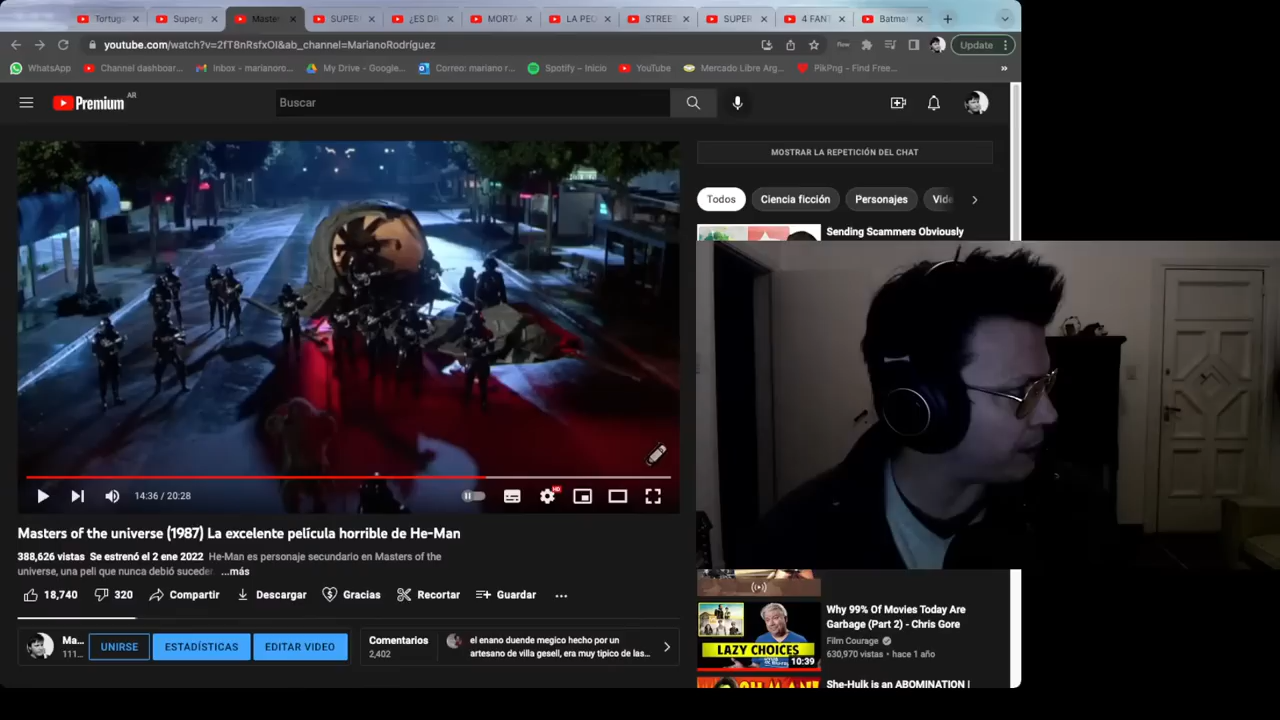 Tortuga
Superg
Master
SUPERS
¿ES DI
MORTA
LA PEO
STREE
SUPER
4 FANT
Batma
youtube.com/watch?v=2fT8nRsfxOI&ab_channel=MarianoRodríguez
Update
WhatsApp
Channel dashboar...
Inbox - marianoro...
My Drive - Google...
Correo: mariano r...
Spotify – Inicio
YouTube
Mercado Libre Arg...
PikPng - Find Free...
»
Premium AR
Buscar
MOSTRAR LA REPETICIÓN DEL CHAT
Todos
Ciencia ficción
Personajes
Vide
Sending Scammers Obviously
14:36 / 20:28
HD
Masters of the universe (1987) La excelente película horrible de He-Man
388,626 vistas Se estrenó el 2 ene 2022 He-Man es personaje secundario en Masters of the
universe, una peli que nunca debió suceder ...más
18,740
320
Compartir
Descargar
Gracias
Recortar
Guardar
Ma...
111...
UNIRSE
ESTADÍSTICAS
EDITAR VIDEO
Comentarios
2,402
el enano duende megico hecho por un
artesano de villa gesell, era muy tipico de las...
LAZY CHOICES
10:39
Why 99% Of Movies Today Are
Garbage (Part 2) - Chris Gore
Film Courage
630,970 vistas • hace 1 año
She-Hulk is an ABOMINATION |